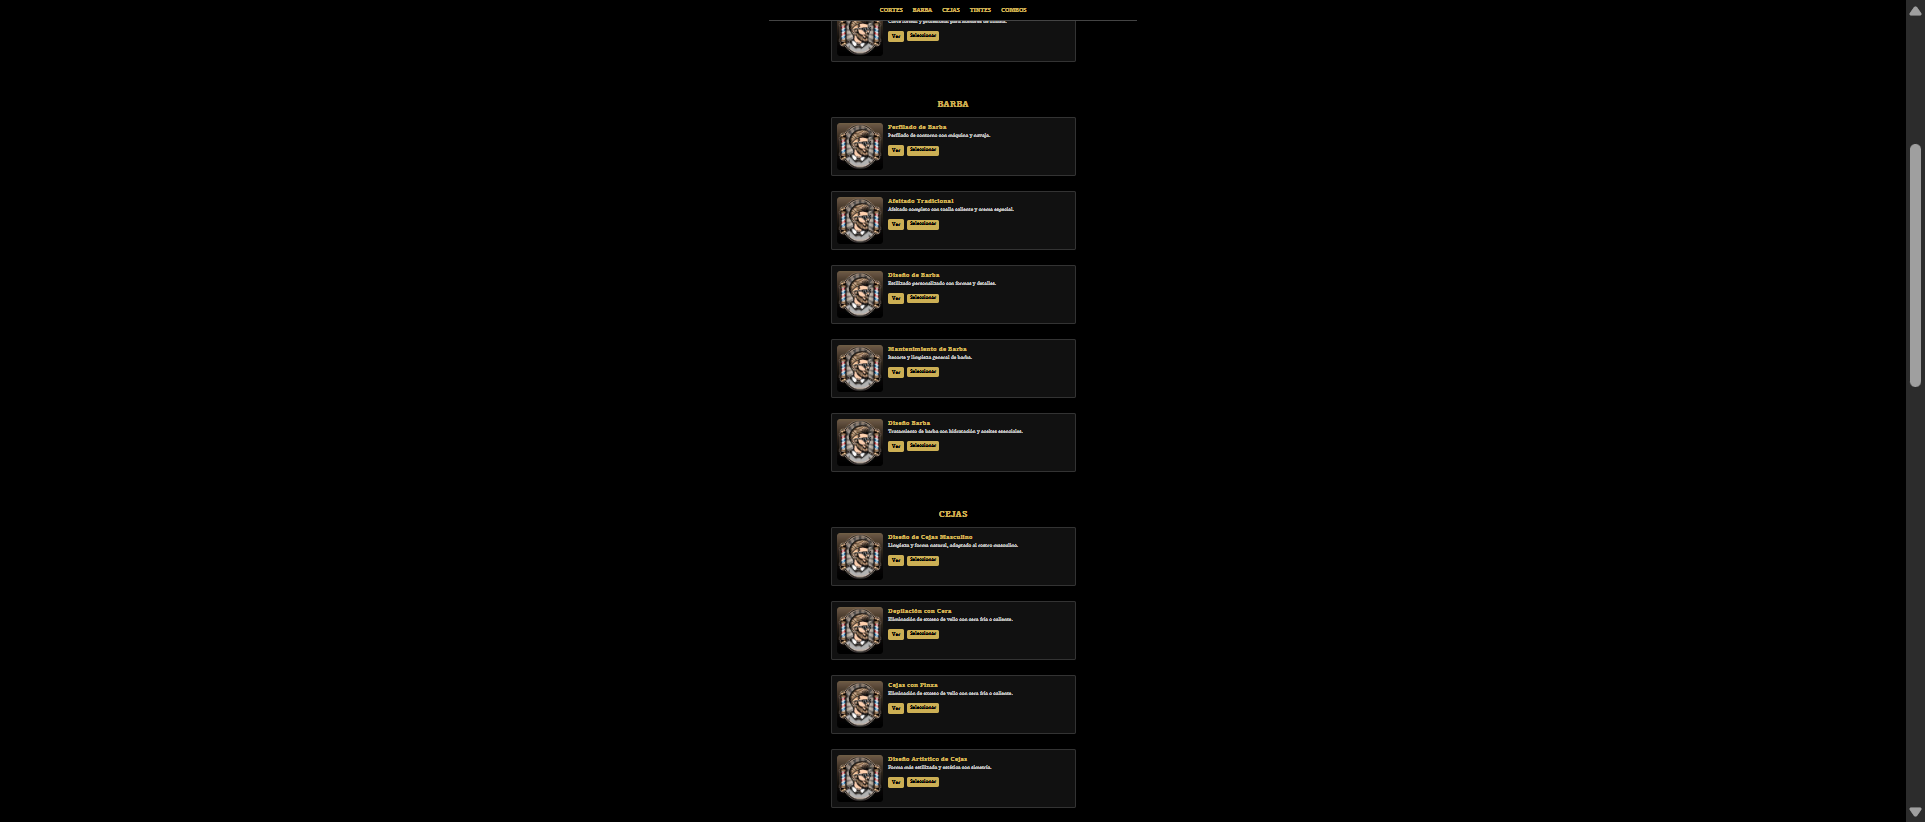 CORTES BARBA CEJAS TINTES COMBOS
Ver Seleccionar
BARBA
Perfilado de Barba
Perfilado de contorno con máquina y navaja.
Ver Seleccionar
Afeitado Tradicional
Afeitado completo con toalla caliente y crema especial.
Ver Seleccionar
Diseño de Barba
Estilizado personalizado con formas y detalles.
Ver Seleccionar
Mantenimiento de Barba
Recorte y limpieza general de barba.
Ver Seleccionar
Diseño Barba
Tratamiento de barba con hidratación y aceites esenciales.
Ver Seleccionar
CEJAS
Diseño de Cejas Masculino
Limpieza y forma natural, adaptada al rostro masculino.
Ver Seleccionar
Depilación con Cera
Eliminación de exceso de vello con cera fría o caliente.
Ver Seleccionar
Cejas con Pinza
Eliminación de exceso de vello con cera fría o caliente.
Ver Seleccionar
Diseño Artístico de Cejas
Forma más estilizada y estética con simetría.
Ver Seleccionar